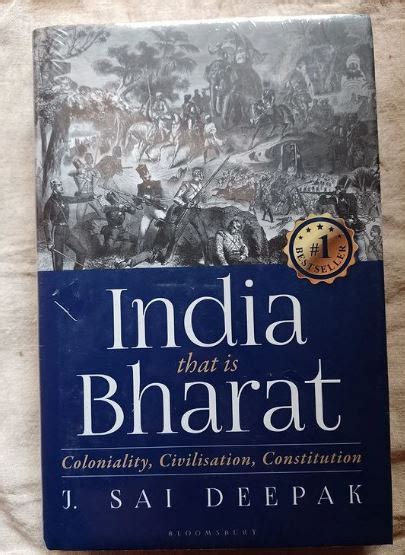 #1
BESTSELLER
India
that is
Bharat
Coloniality, Civilisation, Constitution
J. SAI DEEPAK
BLOOMSBURY